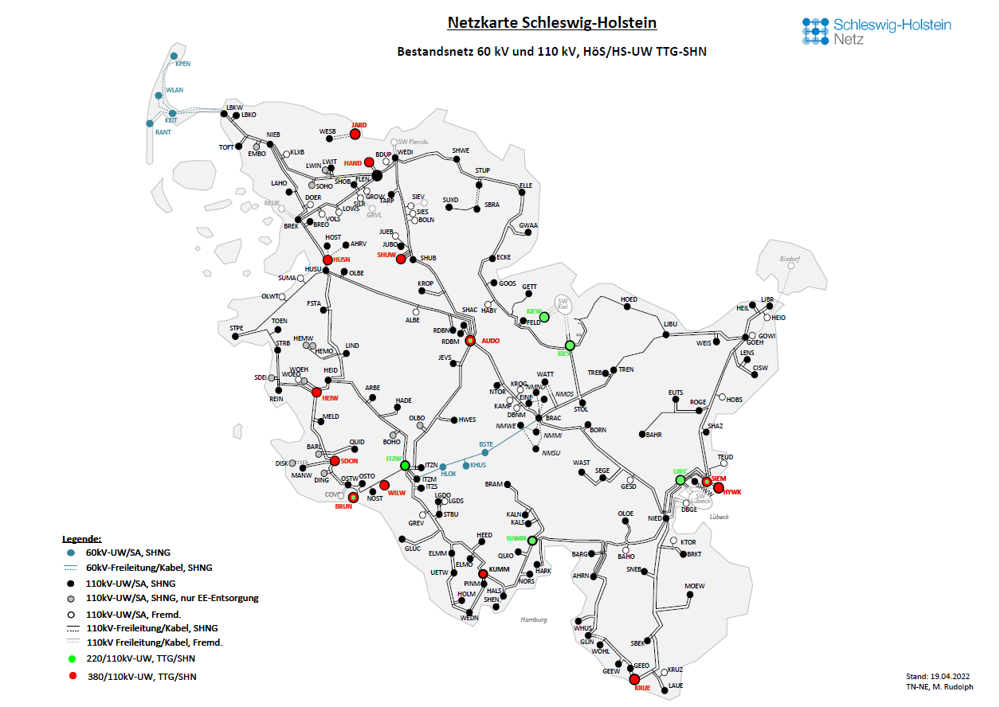 Netzkarte Schleswig-Holstein
Schleswig-Holstein
Netz
Bestandsnetz 60 kV und 110 kV, HöS/HS-UW TTG-SHN
KPEN
WLAN
KEIT
RANT
LBKW
LBKO
TOFT
EMBO
NIEB
KLXB
WESB
JARD
SW Flensb.
HAND
BDUP
WEDI
SHWE
LWIN
LWIT
STUP
LAHO
SOHO
SHOB
FLEN
ELLE
DOER
GROW
TARP
SIEV
SUXD
SBRA
REUK
SILR
LOWS
GRVL
SIES
BOLN
BREK
BREO
VOLS
GWAA
JUEB
HOST
AHRV
JUBO
SHUW
SHUB
ECKE
HUSN
Bisdorf
HUSU
OLBE
SUMA
KROP
GOOS
GETT
OLWT
FSTA
SW
Kiel
HOED
HEIL
LIBR
ALBE
SHAC
HABY
KIEW
HEIO
TOEN
RDBN
FELD
LIBU
STPE
RDBM
AUDO
WEIS
GOWI
GOEH
STRB
HEMW
HEMO
LIND
KIES
LENS
JEVS
CISW
SDEI
WOEH
WOEO
HEID
TREB
TREN
WATT
KROG
NMNO
NMOS
REIN
HEIW
ARBE
NTOR
EINF
EUTS
HOBS
HADE
KAMP
STOL
ROGE
MELD
OLBO
HWES
DBNM
BRAC
NMWE
BORN
SHAZ
BARL
QUID
BOHO
NMMI
BAHR
BSTE
NMSU
DISK
SDON
ITZW
ITZN
KHUS
TEUD
MANW
DING
HLOK
WAST
SEGE
LBEC
SIEM
OSTW
OSTO
ITZM
ITZS
BRAM
GESD
SHWW
HYWK
WILW
NOST
BRUN
LGDO
LGDS
SW
Lübeck
DBGE
GREV
STBU
KALN
KALS
OLOE
NIED
Lübeck
GLUC
HEED
HAMN
ELMM
ELMO
QUIO
BARG
BAHO
KTOR
BRKT
UETW
KUMM
HARK
AHRN
SNEB
PINM
NORS
HALS
SHEN
HOLM
MOEW
WEDN
Hamburg
WHUS
GLIN
WOHL
SBEK
GEEW
GEEO
KRUZ
KRUE
LAUE
Legende:
60kV-UW/SA, SHNG
60kV-Freileitung/Kabel, SHNG
110kV-UW/SA, SHNG
110kV-UW/SA, SHNG, nur EE-Entsorgung
110kV-UW/SA, Fremd.
110kV-Freileitung/Kabel, SHNG
110kV Freileitung/Kabel, Fremd.
220/110kV-UW, TTG/SHN
380/110kV-UW, TTG/SHN
Stand: 19.04.2022
TN-NE, M. Rudolph